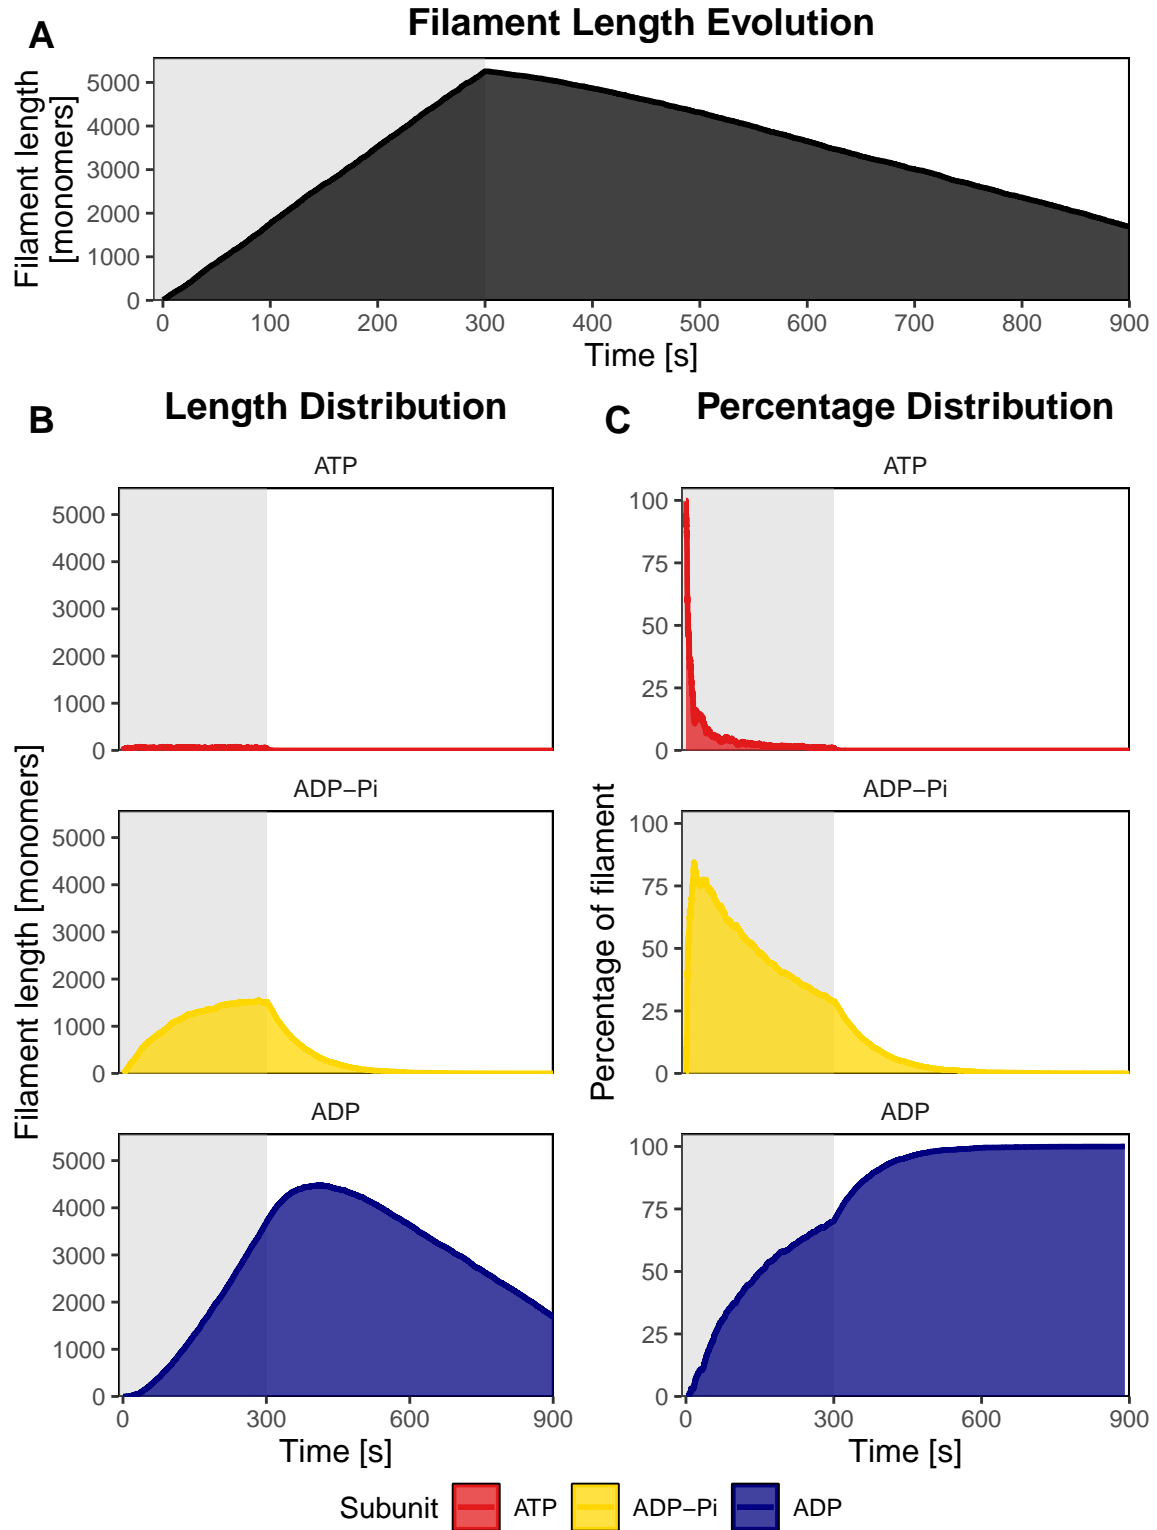 A
Filament Length Evolution
Filament length
[monomers]
5000
4000
3000
2000
1000
0
0 100 200 300 400 500 600 700 800 900
Time [s]
B Length Distribution
C Percentage Distribution
Filament length [monomers]
ATP
5000
4000
3000
2000
1000
0
ADP−Pi
5000
4000
3000
2000
1000
0
ADP
5000
4000
3000
2000
1000
0
0 300 600 900
Time [s]
Percentage of filament
ATP
100
75
50
25
0
ADP−Pi
100
75
50
25
0
ADP
100
75
50
25
0
0 300 600 900
Time [s]
Subunit ATP ADP−Pi ADP